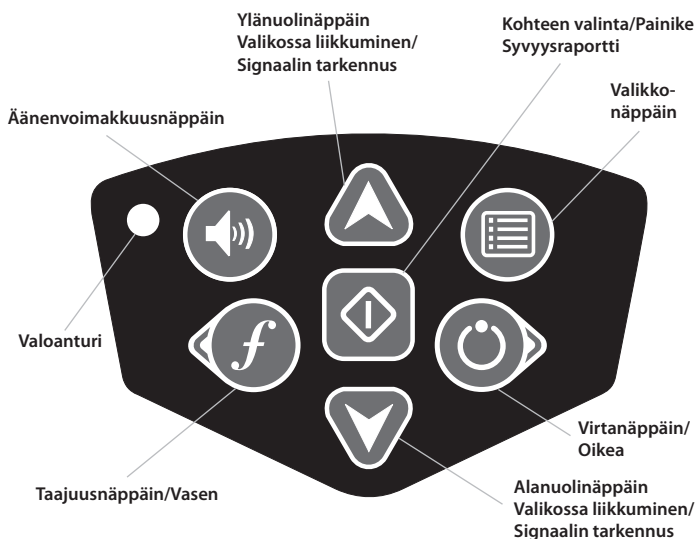 Ylänuolinäppäin
Valikossa liikkuminen/
Signaalin tarkennus
Kohteen valinta/Painike
Syvyysraportti
Valikko-
näppäin
Äänenvoimakkuusnäppäin
f
Valoanturi
Virtanäppäin/
Oikea
Taajuusnäppäin/Vasen
Alanuolinäppäin
Valikossa liikkuminen/
Signaalin tarkennus